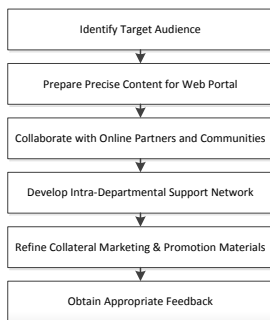 Identify Target Audience
Prepare Precise Content for Web Portal
Collaborate with Online Partners and Communities
Develop Intra-Departmental Support Network
Refine Collateral Marketing & Promotion Materials
Obtain Appropriate Feedback